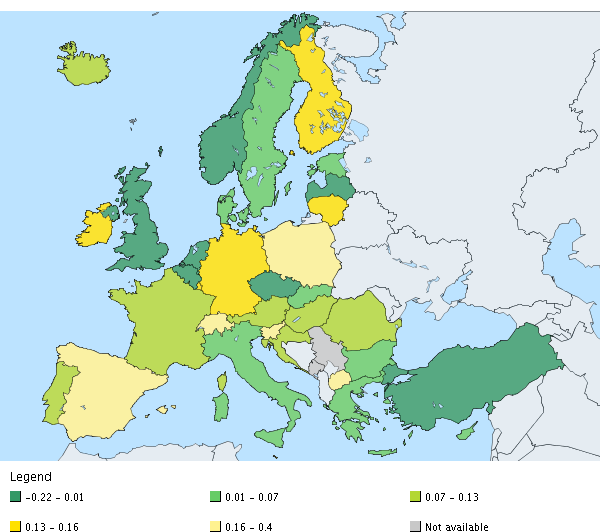 Legend
-0.22 - 0.01
0.01 - 0.07
0.07 - 0.13
0.13 - 0.16
0.16 - 0.4
Not available